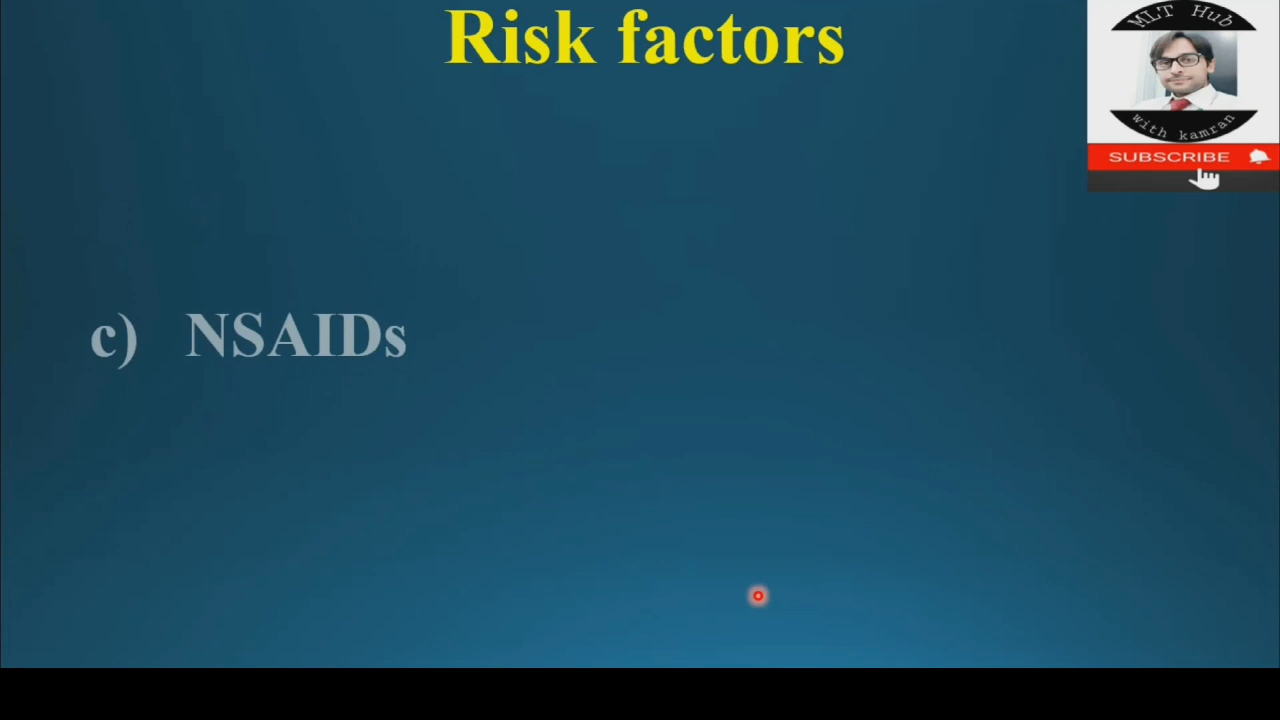 Risk factors
MLT Hub
with kamran
SUBSCRIBE
c) NSAIDs